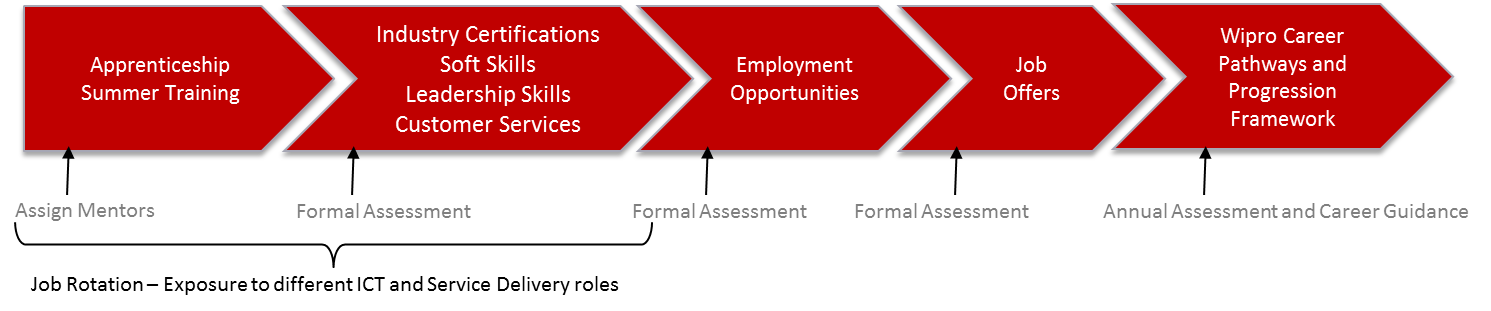 Apprenticeship
Summer Training
Industry Certifications
Soft Skills
Leadership Skills
Customer Services
Employment
Opportunities
Job
Offers
Wipro Career
Pathways and
Progression
Framework
Assign Mentors
Formal Assessment
Formal Assessment
Formal Assessment
Annual Assessment and Career Guidance
Job Rotation – Exposure to different ICT and Service Delivery roles